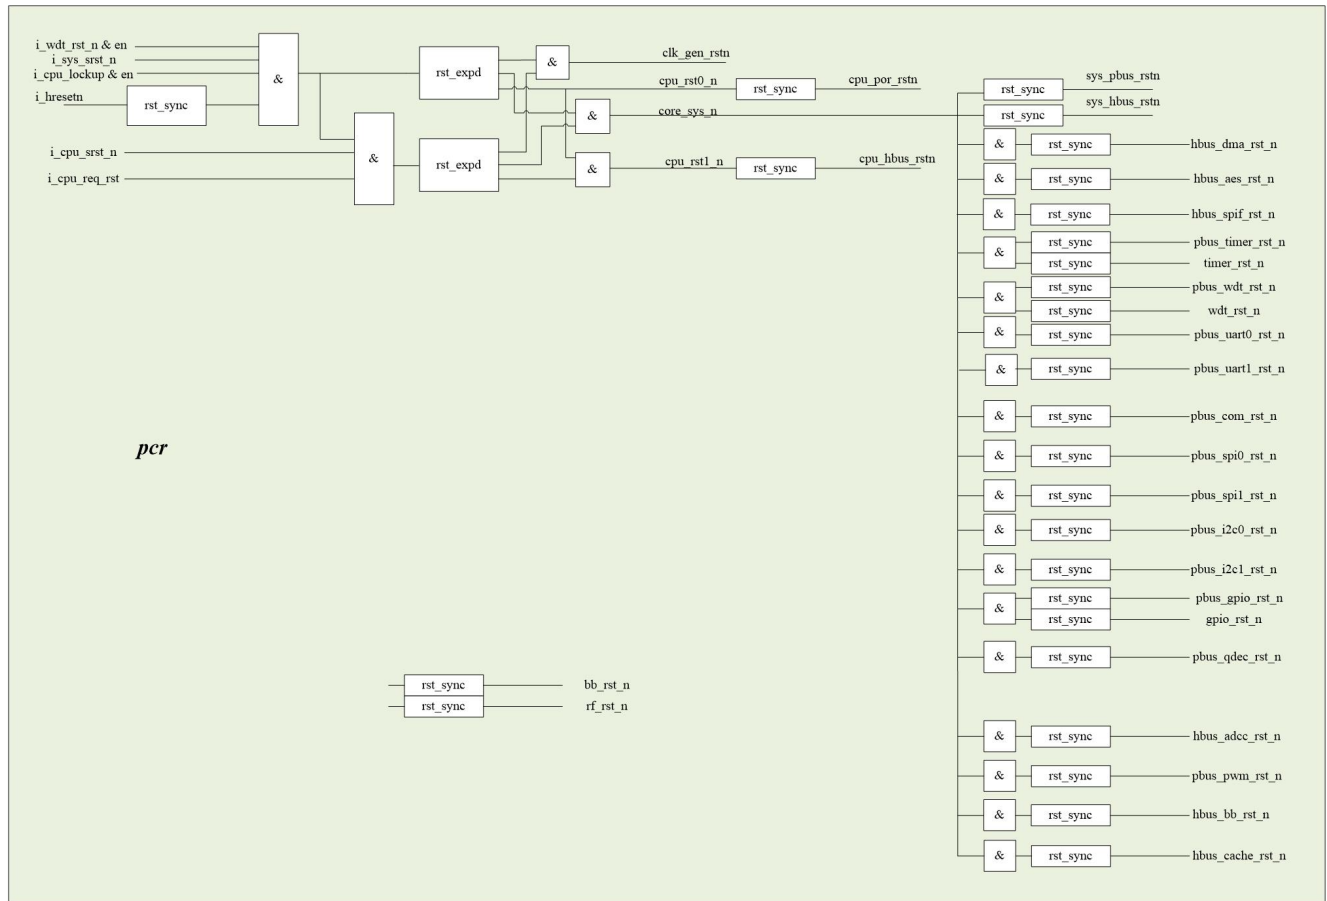 i_wdt_rst_n & en
i_sys_srst_n
i_cpu_lockup & en
i_hresetn
rst_sync
&
i_cpu_srst_n
i_cpu_req_rst
&
rst_expd
rst_expd
&
clk_gen_rstn
cpu_rst0_n
rst_sync
cpu_por_rstn
&
core_sys_n
&
cpu_rst1_n
rst_sync
cpu_hbus_rstn
rst_sync
sys_pbus_rstn
rst_sync
sys_hbus_rstn
& rst_sync hbus_dma_rst_n
& rst_sync hbus_aes_rst_n
& rst_sync hbus_spif_rst_n
& rst_sync pbus_timer_rst_n
rst_sync timer_rst_n
& rst_sync pbus_wdt_rst_n
rst_sync wdt_rst_n
& rst_sync pbus_uart0_rst_n
& rst_sync pbus_uart1_rst_n
& rst_sync pbus_com_rst_n
pcr
& rst_sync pbus_spi0_rst_n
& rst_sync pbus_spi1_rst_n
& rst_sync pbus_i2c0_rst_n
& rst_sync pbus_i2c1_rst_n
& rst_sync pbus_gpio_rst_n
rst_sync gpio_rst_n
& rst_sync pbus_qdec_rst_n
rst_sync bb_rst_n
rst_sync rf_rst_n
& rst_sync hbus_adcc_rst_n
& rst_sync pbus_pwm_rst_n
& rst_sync hbus_bb_rst_n
& rst_sync hbus_cache_rst_n